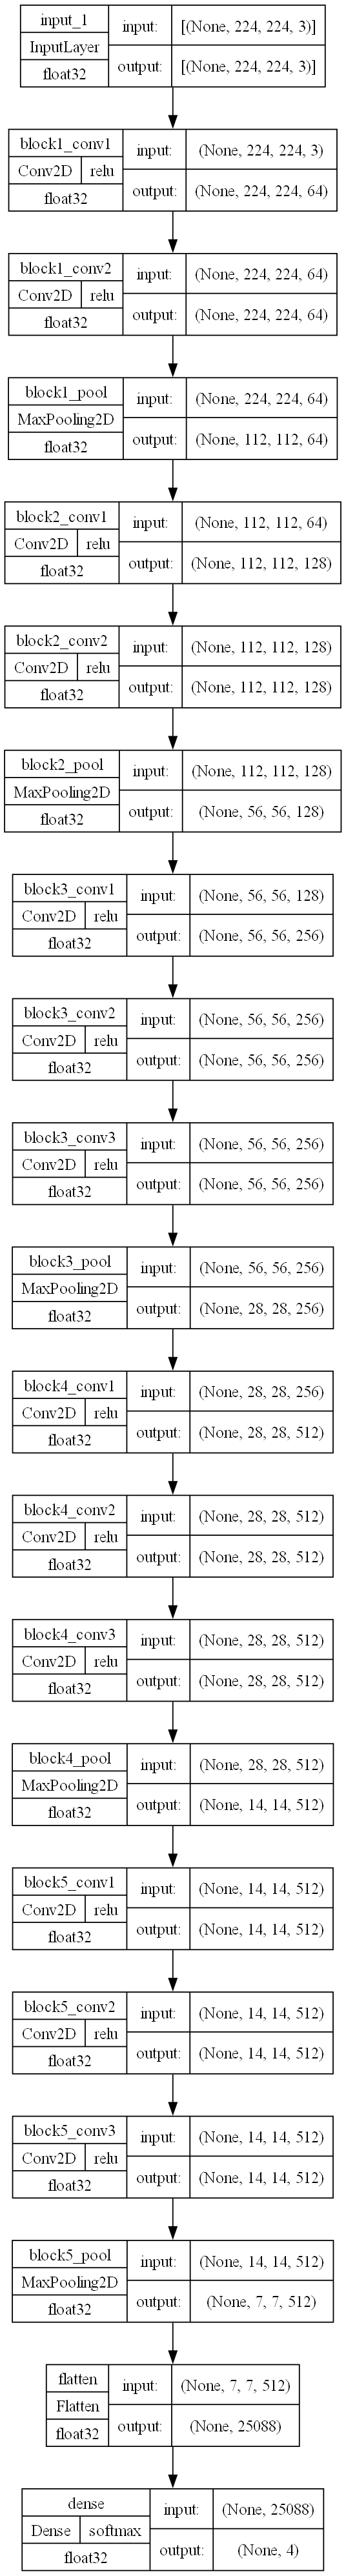 input_1
InputLayer
float32
input:
[(None, 224, 224, 3)]
output:
[(None, 224, 224, 3)]
block1_conv1
Conv2D
relu
float32
input:
(None, 224, 224, 3)
output:
(None, 224, 224, 64)
block1_conv2
Conv2D
relu
float32
input:
(None, 224, 224, 64)
output:
(None, 224, 224, 64)
block1_pool
MaxPooling2D
float32
input:
(None, 224, 224, 64)
output:
(None, 112, 112, 64)
block2_conv1
Conv2D
relu
float32
input:
(None, 112, 112, 64)
output:
(None, 112, 112, 128)
block2_conv2
Conv2D
relu
float32
input:
(None, 112, 112, 128)
output:
(None, 112, 112, 128)
block2_pool
MaxPooling2D
float32
input:
(None, 112, 112, 128)
output:
(None, 56, 56, 128)
block3_conv1
Conv2D
relu
float32
input:
(None, 56, 56, 128)
output:
(None, 56, 56, 256)
block3_conv2
Conv2D
relu
float32
input:
(None, 56, 56, 256)
output:
(None, 56, 56, 256)
block3_conv3
Conv2D
relu
float32
input:
(None, 56, 56, 256)
output:
(None, 56, 56, 256)
block3_pool
MaxPooling2D
float32
input:
(None, 56, 56, 256)
output:
(None, 28, 28, 256)
block4_conv1
Conv2D
relu
float32
input:
(None, 28, 28, 256)
output:
(None, 28, 28, 512)
block4_conv2
Conv2D
relu
float32
input:
(None, 28, 28, 512)
output:
(None, 28, 28, 512)
block4_conv3
Conv2D
relu
float32
input:
(None, 28, 28, 512)
output:
(None, 28, 28, 512)
block4_pool
MaxPooling2D
float32
input:
(None, 28, 28, 512)
output:
(None, 14, 14, 512)
block5_conv1
Conv2D
relu
float32
input:
(None, 14, 14, 512)
output:
(None, 14, 14, 512)
block5_conv2
Conv2D
relu
float32
input:
(None, 14, 14, 512)
output:
(None, 14, 14, 512)
block5_conv3
Conv2D
relu
float32
input:
(None, 14, 14, 512)
output:
(None, 14, 14, 512)
block5_pool
MaxPooling2D
float32
input:
(None, 14, 14, 512)
output:
(None, 7, 7, 512)
flatten
Flatten
float32
input:
(None, 7, 7, 512)
output:
(None, 25088)
dense
Dense
softmax
float32
input:
(None, 25088)
output:
(None, 4)